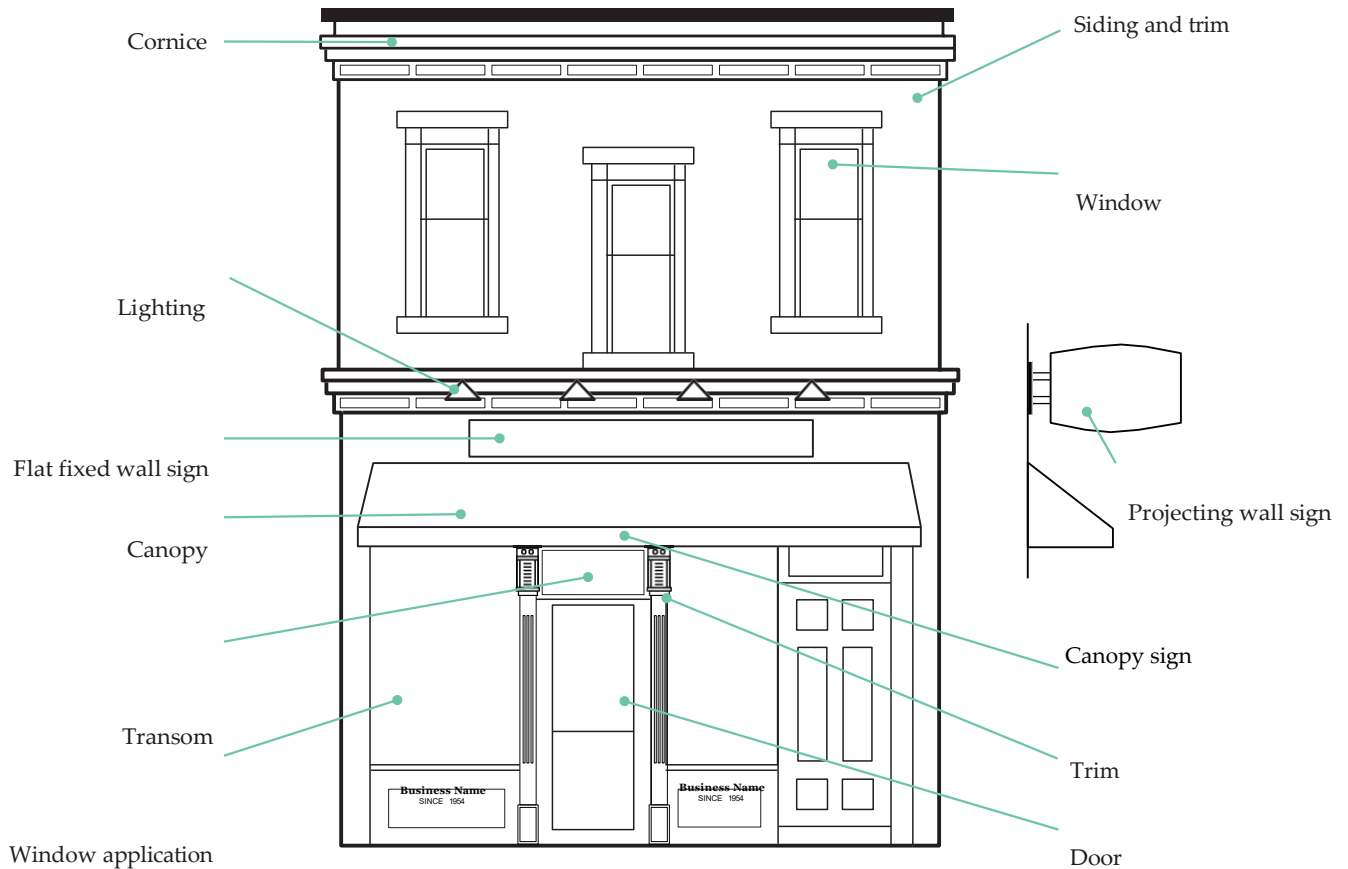 Cornice
Siding and trim
Window
Lighting
Flat fixed wall sign
Projecting wall sign
Canopy
Canopy sign
Transom
Trim
Business Name
SINCE 1954
Business Name
SINCE 1954
Window application
Door